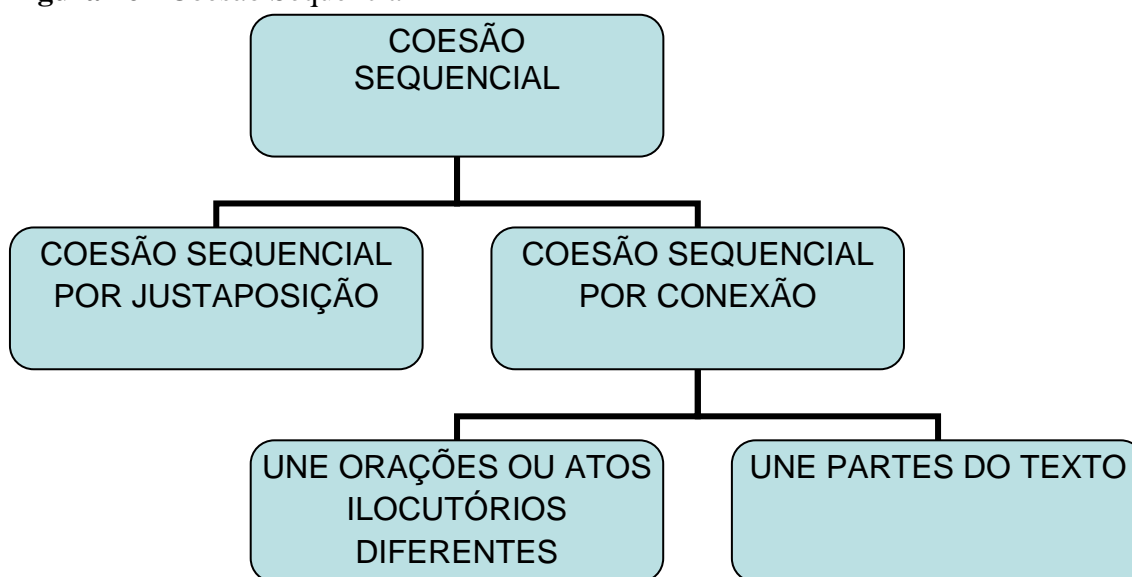 COESÃO
SEQUENCIAL
COESÃO SEQUENCIAL
POR JUSTAPOSIÇÃO
COESÃO SEQUENCIAL
POR CONEXÃO
UNE ORAÇÕES OU ATOS
ILOCUTÓRIOS
DIFERENTES
UNE PARTES DO TEXTO